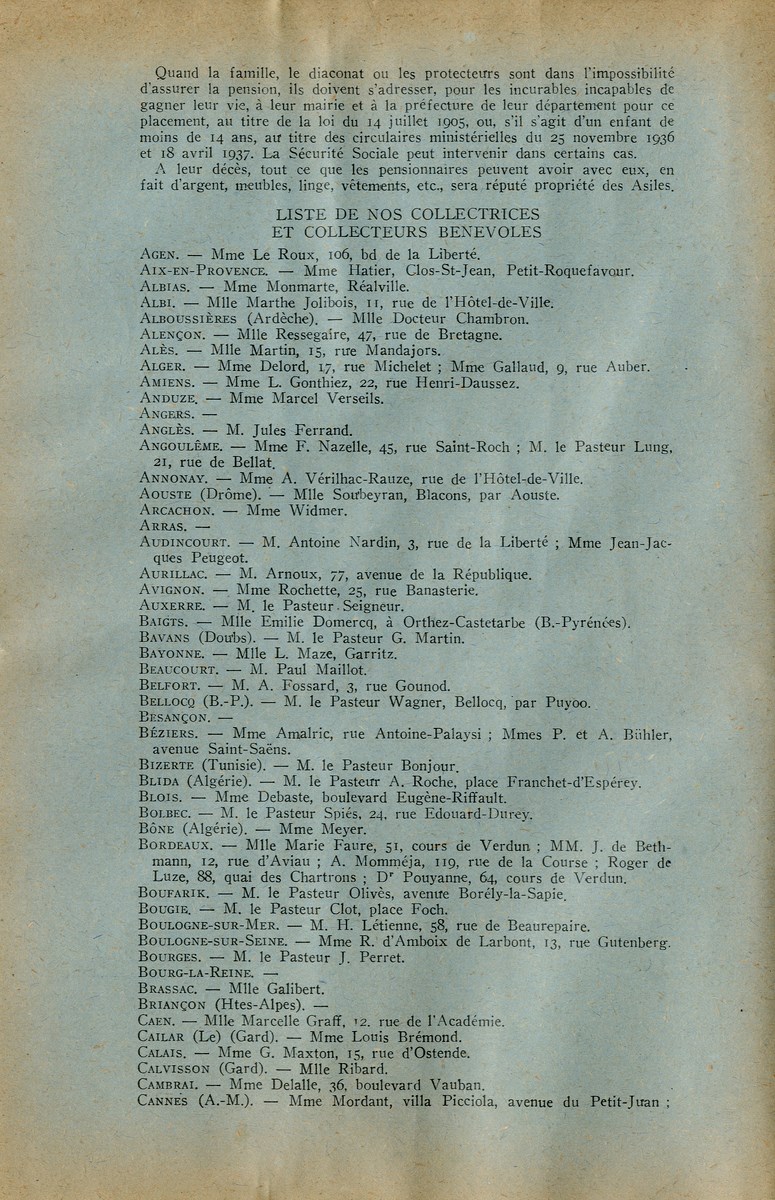 Quand la famille, le diaconat ou les protecteurs sont dans l'impossibilité
d'assurer la pension, ils doivent s'adresser, pour les incurables incapables de
gagner leur vie, à leur mairie et à la préfecture de leur département pour ce
placement, au titre de la loi du 14 juillet 1905, ou, s'il s'agit d'un enfant de
moins de 14 ans, au titre des circulaires ministérielles du 25 novembre 1936
et 18 avril 1937. La Sécurité Sociale peut intervenir dans certains cas.
A leur décès, tout ce que les pensionnaires peuvent avoir avec eux, en
fait d'argent, meubles, linge, vêtements, etc., sera réputé propriété des Asiles.
LISTE DE NOS COLLECTRICES
ET COLLECTEURS BENEVOLES
AGEN. — Mme Le Roux, 106, bd de la Liberté.
AIX-EN-PROVENCE. — Mme Hatier, Clos-St-Jean, Petit-Roquefavour.
ALBIAS. — Mme Monmarte, Réalville.
ALBI. — Mlle Marthe Jolibois, 11, rue de l'Hôtel-de-Ville.
ALBOUSSIÈRES (Ardèche). — Mlle Docteur Chambron.
ALENÇON. — Mlle Ressegaire, 47, rue de Bretagne.
ALÈS. — Mlle Martin, 15, rue Mandajors.
ALGER. — Mme Delord, 17, rue Michelet ; Mme Gallaud, 9, rue Auber.
AMIENS. — Mme L. Gonthiez, 22, rue Henri-Daussez.
ANDUZE. — Mme Marcel Verseils.
ANGERS. —
ANGLÈS. — M. Jules Ferrand.
ANGOULÊME. — Mme F. Nazelle, 45, rue Saint-Roch ; M. le Pasteur Lung,
21, rue de Bellat.
ANNONAY. — Mme A. Vérilhac-Rauze, rue de l'Hôtel-de-Ville.
AOUSTE (Drôme). — Mlle Soubeyran, Blacons, par Aouste.
ARCACHON. — Mme Widmer.
ARRAS. —
AUDINCOURT. — M. Antoine Nardin, 3, rue de la Liberté ; Mme Jean-Jac-
ques Peugeot.
AURILLAC. — M. Arnoux, 77, avenue de la République.
AVIGNON. — Mme Rochette, 25, rue Banasterie.
AUXERRE. — M. le Pasteur Seigneur.
BAIGTS. — Mlle Emilie Domercq, à Orthez-Castetarbe (B.-Pyrénées).
BAVANS (Doubs). — M. le Pasteur G. Martin.
BAYONNE. — Mlle L. Maze, Garritz.
BEAUCOURT. — M. Paul Maillot.
BELFORT. — M. A. Fossard, 3, rue Gounod.
BELLOCQ (B.-P.). — M. le Pasteur Wagner, Bellocq, par Puyoo.
BESANÇON. —
BÉZIERS. — Mme Amalric, rue Antoine-Palaysi ; Mmes P. et A. Bühler,
avenue Saint-Saëns.
BIZERTE (Tunisie). — M. le Pasteur Bonjour.
BLIDA (Algérie). — M. le Pasteur A. Roche, place Franchet-d'Espérey.
BLOIS. — Mme Debaste, boulevard Eugène-Riffault.
BOLBEC. — M. le Pasteur Spiés, 24, rue Edouard-Durey.
BÔNE (Algérie). — Mme Meyer.
BORDEAUX. — Mlle Marie Faure, 51, cours de Verdun ; MM. J. de Beth-
mann, 12, rue d'Aviau ; A. Momméja, 119, rue de la Course ; Roger de
Luze, 88, quai des Chartrons ; Dr Pouyanne, 64, cours de Verdun.
BOUFARIK. — M. le Pasteur Olivès, avenue Borély-la-Sapie.
BOUGIE. — M. le Pasteur Clot, place Foch.
BOULOGNE-SUR-MER. — M. H. Létienne, 58, rue de Beaurepaire.
BOULOGNE-SUR-SEINE. — Mme R. d'Amboix de Larbont, 13, rue Gutenberg.
BOURGES. — M. le Pasteur J. Perret.
BOURG-LA-REINE. —
BRASSAC. — Mlle Galibert.
BRIANÇON (Htes-Alpes). —
CAEN. — Mlle Marcelle Graff, 12. rue de l'Académie.
CAILAR (Le) (Gard). — Mme Louis Brémond.
CALAIS. — Mme G. Maxton, 15, rue d'Ostende.
CALVISSON (Gard). — Mlle Ribard.
CAMBRAI. — Mme Delalle, 36, boulevard Vauban.
CANNES (A.-M.). — Mme Mordant, villa Picciola, avenue du Petit-Juan ;